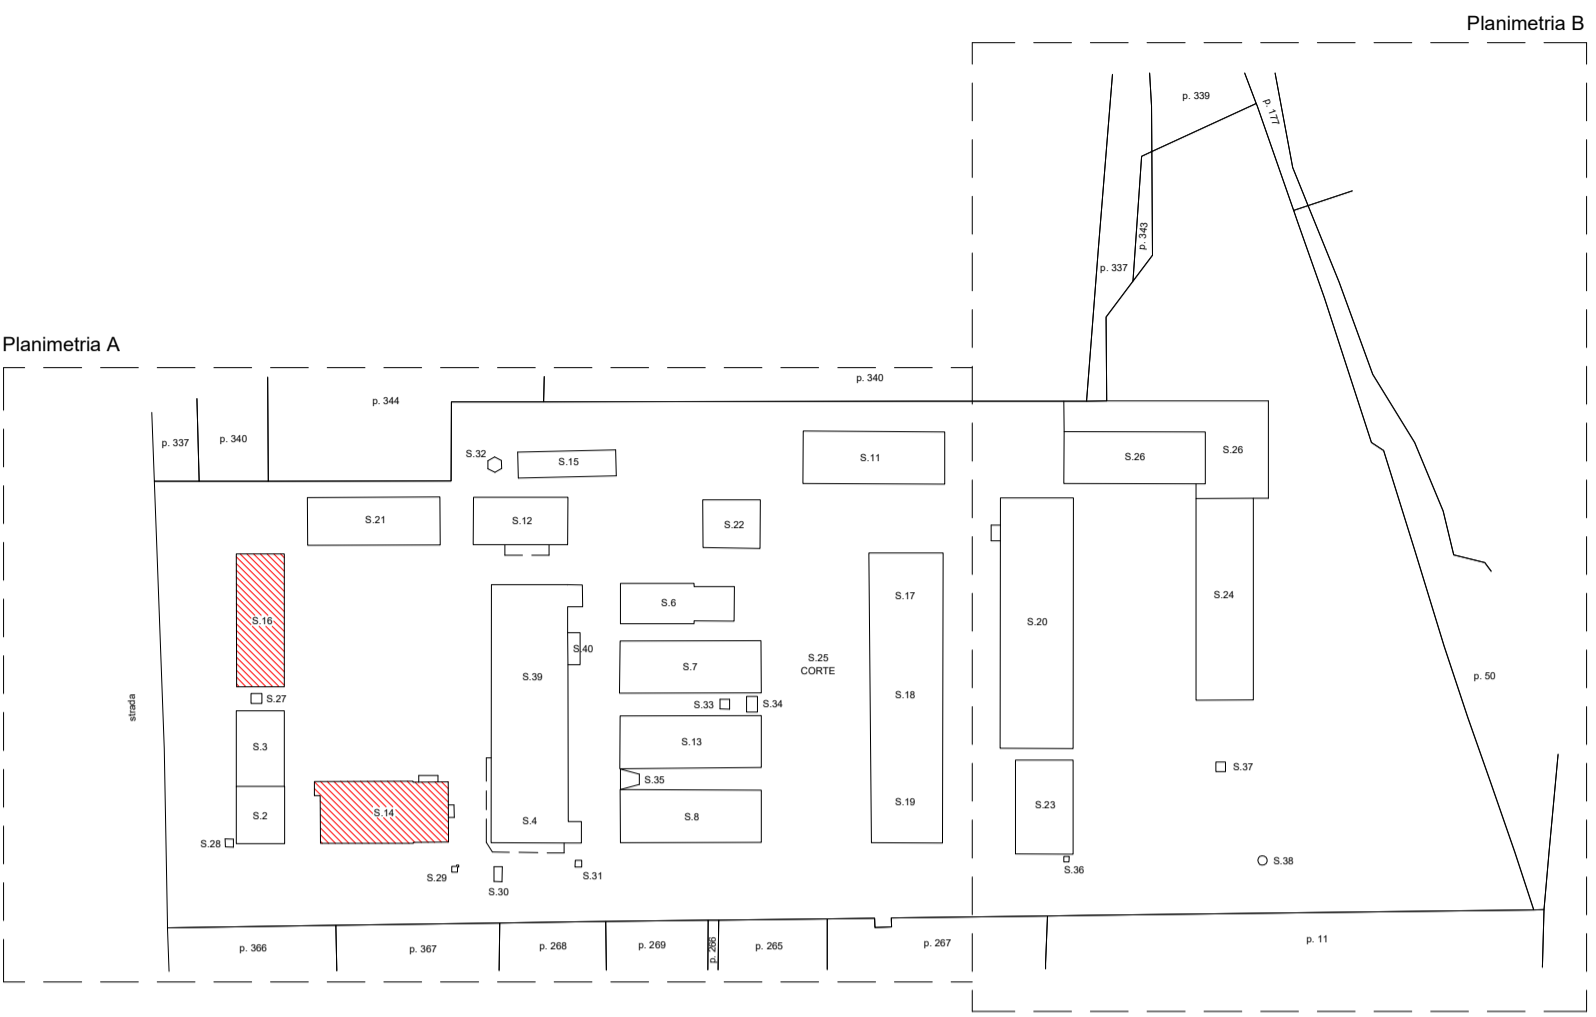 Planimetria B
p. 339
p. 177
p. 343
p. 337
Planimetria A
p. 340
p. 344
p. 337
p. 340
S.32
S.15
S.11
S.26
S.26
S.21
S.12
S.22
S.16
S.6
S.17
S.20
S.24
S.40
S.39
S.7
S.25
CORTE
S.18
p. 50
S.27
strada
S.33
S.34
S.3
S.13
S.37
S.35
S.2
S.14
S.4
S.8
S.19
S.23
S.28
S.29
S.30
S.31
S.36
S.38
p. 366
p. 367
p. 268
p. 269
p. 266
p. 265
p. 267
p. 11